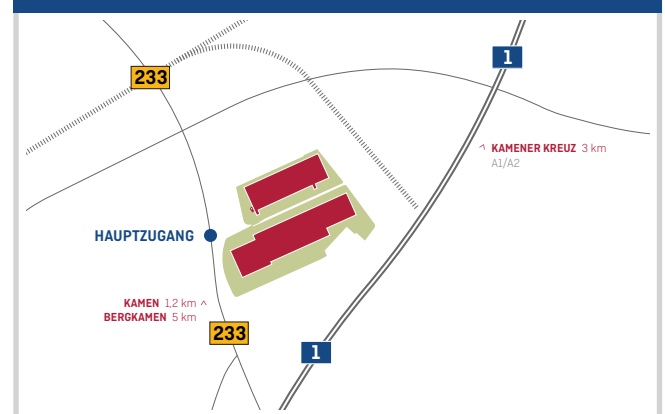 1
233
KAMENER KREUZ 3 km
A1/A2
HAUPTZUGANG
KAMEN 1,2 km
BERGKAMEN 5 km
233
1